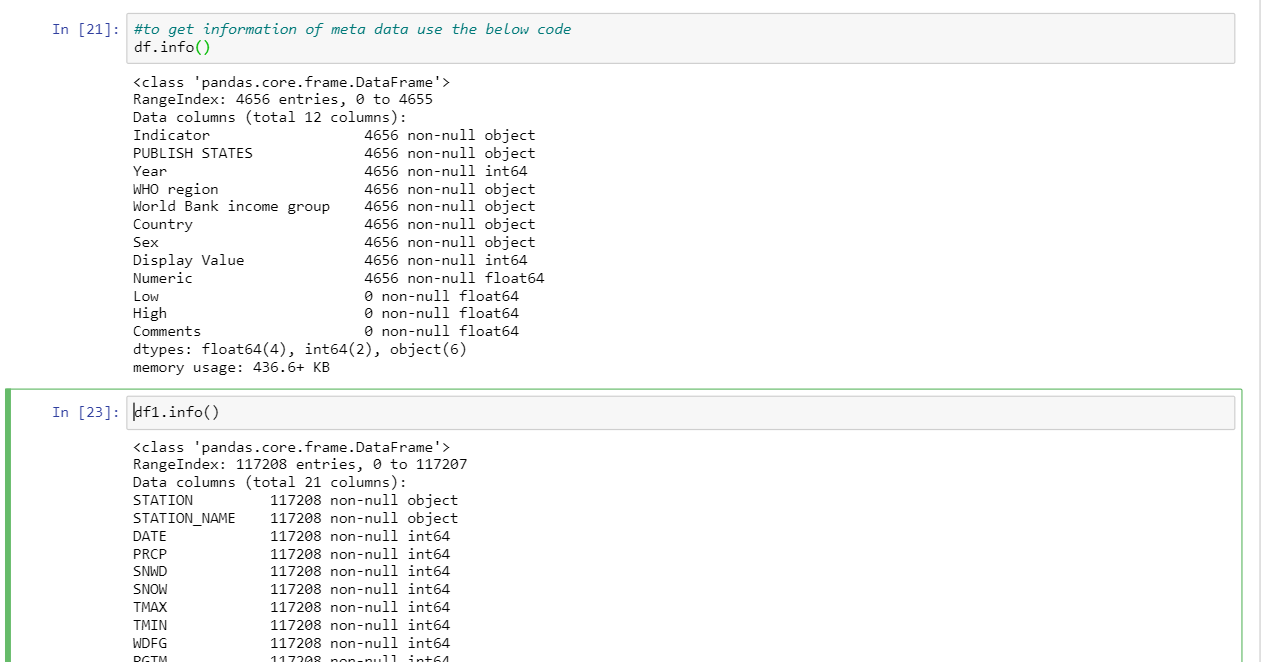 In [21]: #to get information of meta data use the below code
df.info()
<class 'pandas.core.frame.DataFrame'>
RangeIndex: 4656 entries, 0 to 4655
Data columns (total 12 columns):
Indicator 4656 non-null object
PUBLISH STATES 4656 non-null object
Year 4656 non-null int64
WHO region 4656 non-null object
World Bank income group 4656 non-null object
Country 4656 non-null object
Sex 4656 non-null object
Display Value 4656 non-null int64
Numeric 4656 non-null float64
Low 0 non-null float64
High 0 non-null float64
Comments 0 non-null float64
dtypes: float64(4), int64(2), object(6)
memory usage: 436.6+ KB
In [23]: df1.info()
<class 'pandas.core.frame.DataFrame'>
RangeIndex: 117208 entries, 0 to 117207
Data columns (total 21 columns):
STATION 117208 non-null object
STATION_NAME 117208 non-null object
DATE 117208 non-null int64
PRCP 117208 non-null int64
SNWD 117208 non-null int64
SNOW 117208 non-null int64
TMAX 117208 non-null int64
TMIN 117208 non-null int64
WDFG 117208 non-null int64
PGTM 117208 non-null int64